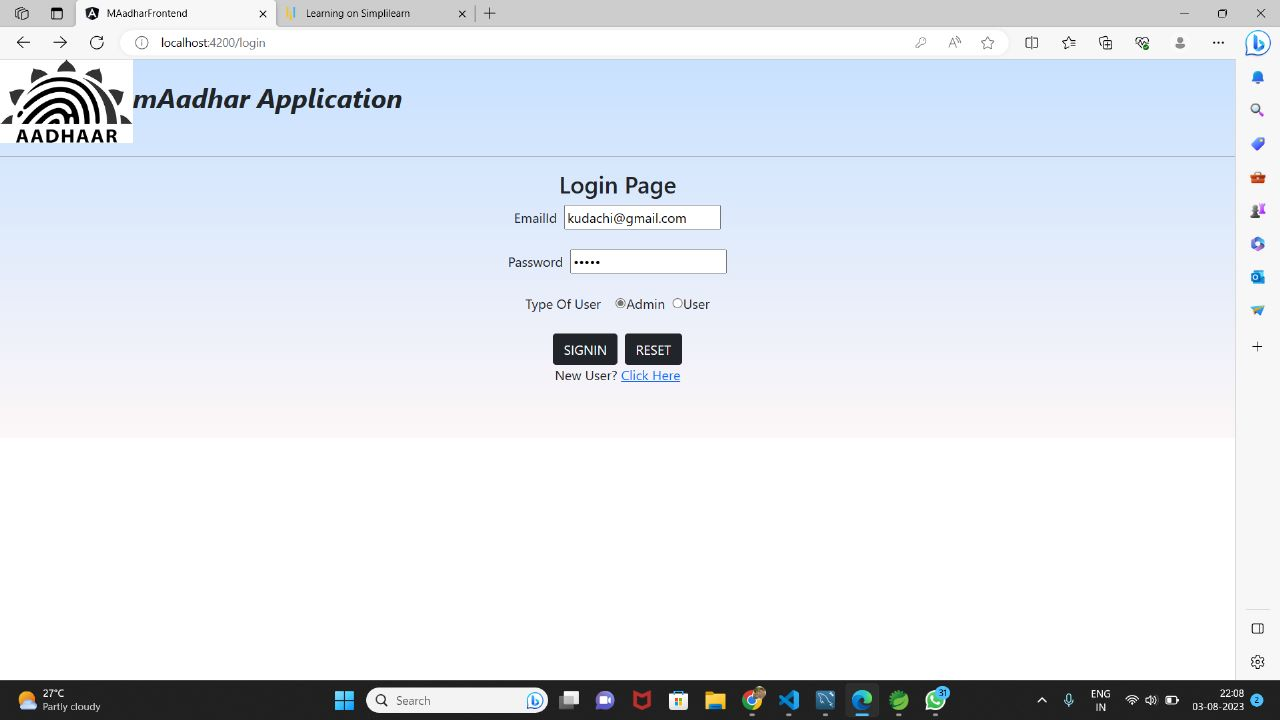 MAadharFrontend
Learning on Simplilearn
localhost:4200/login
AADHAAR
mAadhar Application
Login Page
EmailId kudachi@gmail.com
Password •••••
Type Of User Admin User
SIGNIN RESET
New User? Click Here
27°C
Partly cloudy
Search
31
ENG
IN
22:08
03-08-2023
2